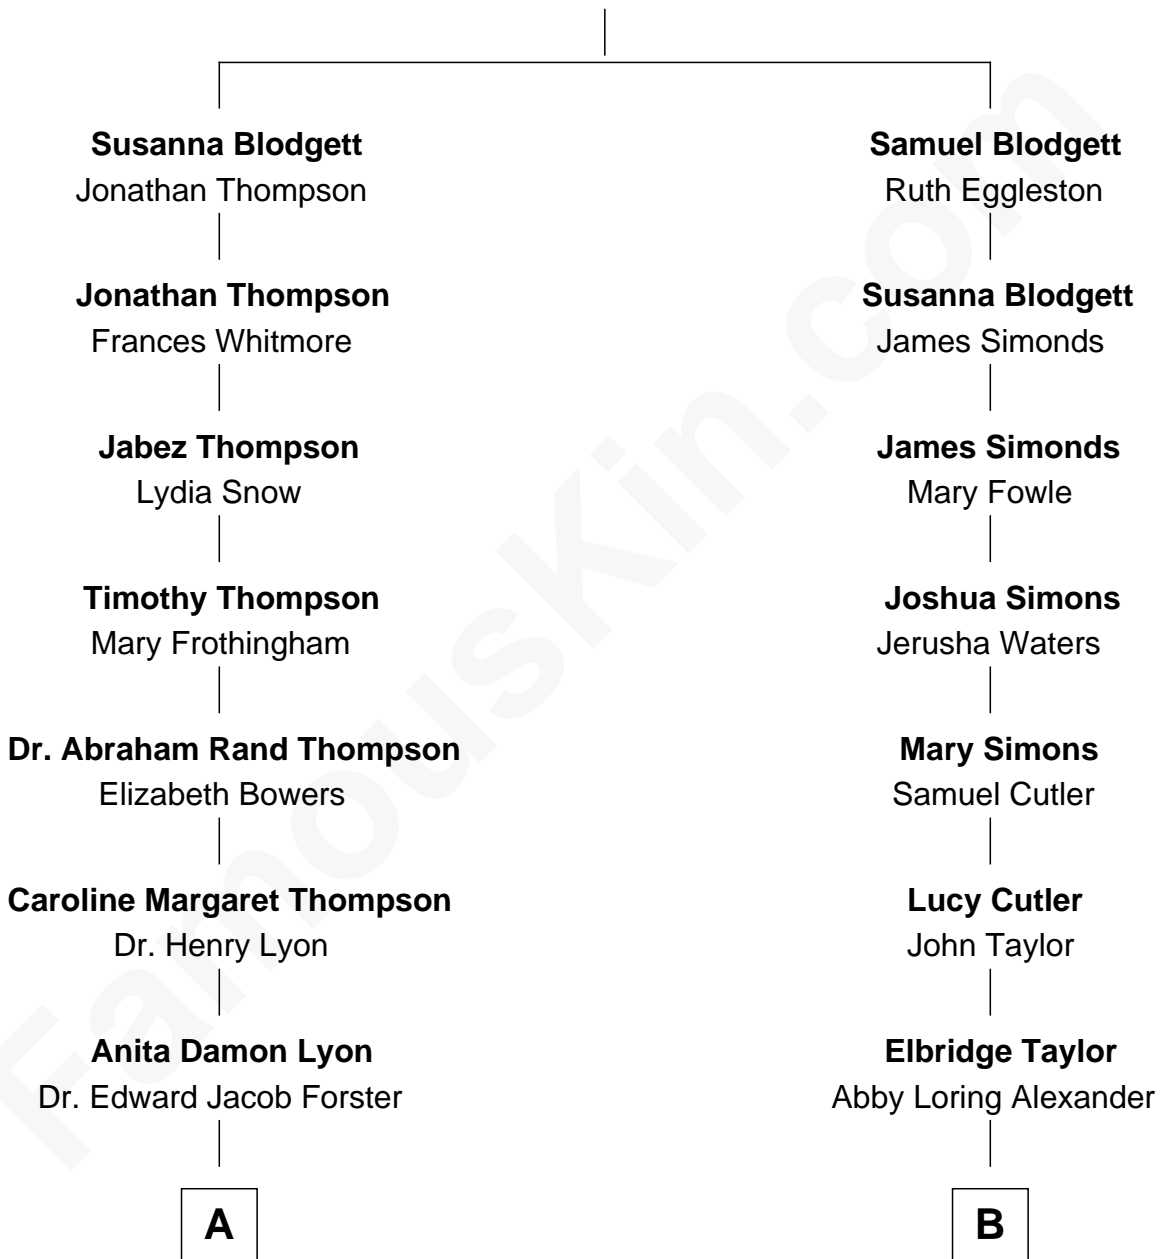 Susanna Blodgett
Jonathan Thompson
Jonathan Thompson
Frances Whitmore
Jabez Thompson
Lydia Snow
Timothy Thompson
Mary Frothingham
Dr. Abraham Rand Thompson
Elizabeth Bowers
Caroline Margaret Thompson
Dr. Henry Lyon
Anita Damon Lyon
Dr. Edward Jacob Forster
A
Samuel Blodgett
Ruth Eggleston
Susanna Blodgett
James Simonds
James Simonds
Mary Fowle
Joshua Simons
Jerusha Waters
Mary Simons
Samuel Cutler
Lucy Cutler
John Taylor
Elbridge Taylor
Abby Loring Alexander
B
FamousKin.com